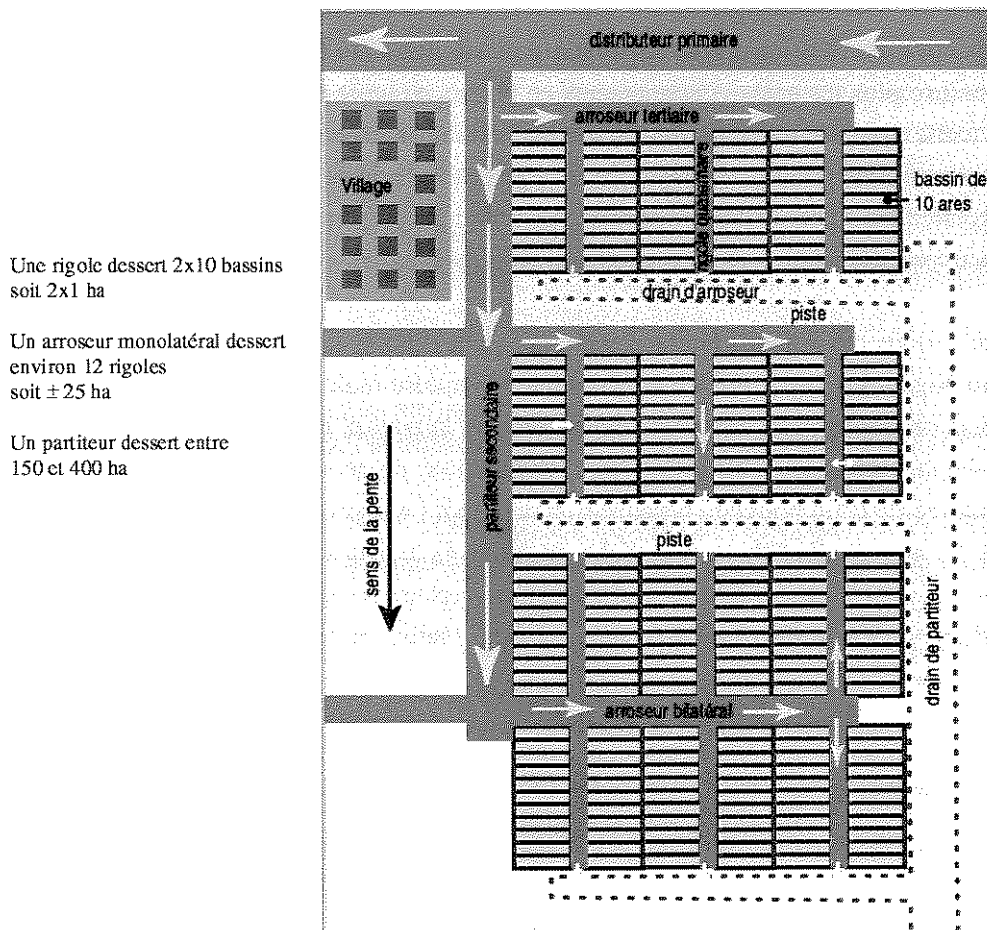 distributeur primaire
arroseur tertiaire
Village
rigole quaternaire
bassin de
10 ares
Une rigole dessert 2x10 bassins
soit 2x1 ha
drain d'arroseur
piste
Un arroseur monolatéral dessert
environ 12 rigoles
soit ± 25 ha
partiteur secondaire
Un partiteur dessert entre
150 et 400 ha
sens de la pente
piste
drain de partiteur
arroseur bilatéral